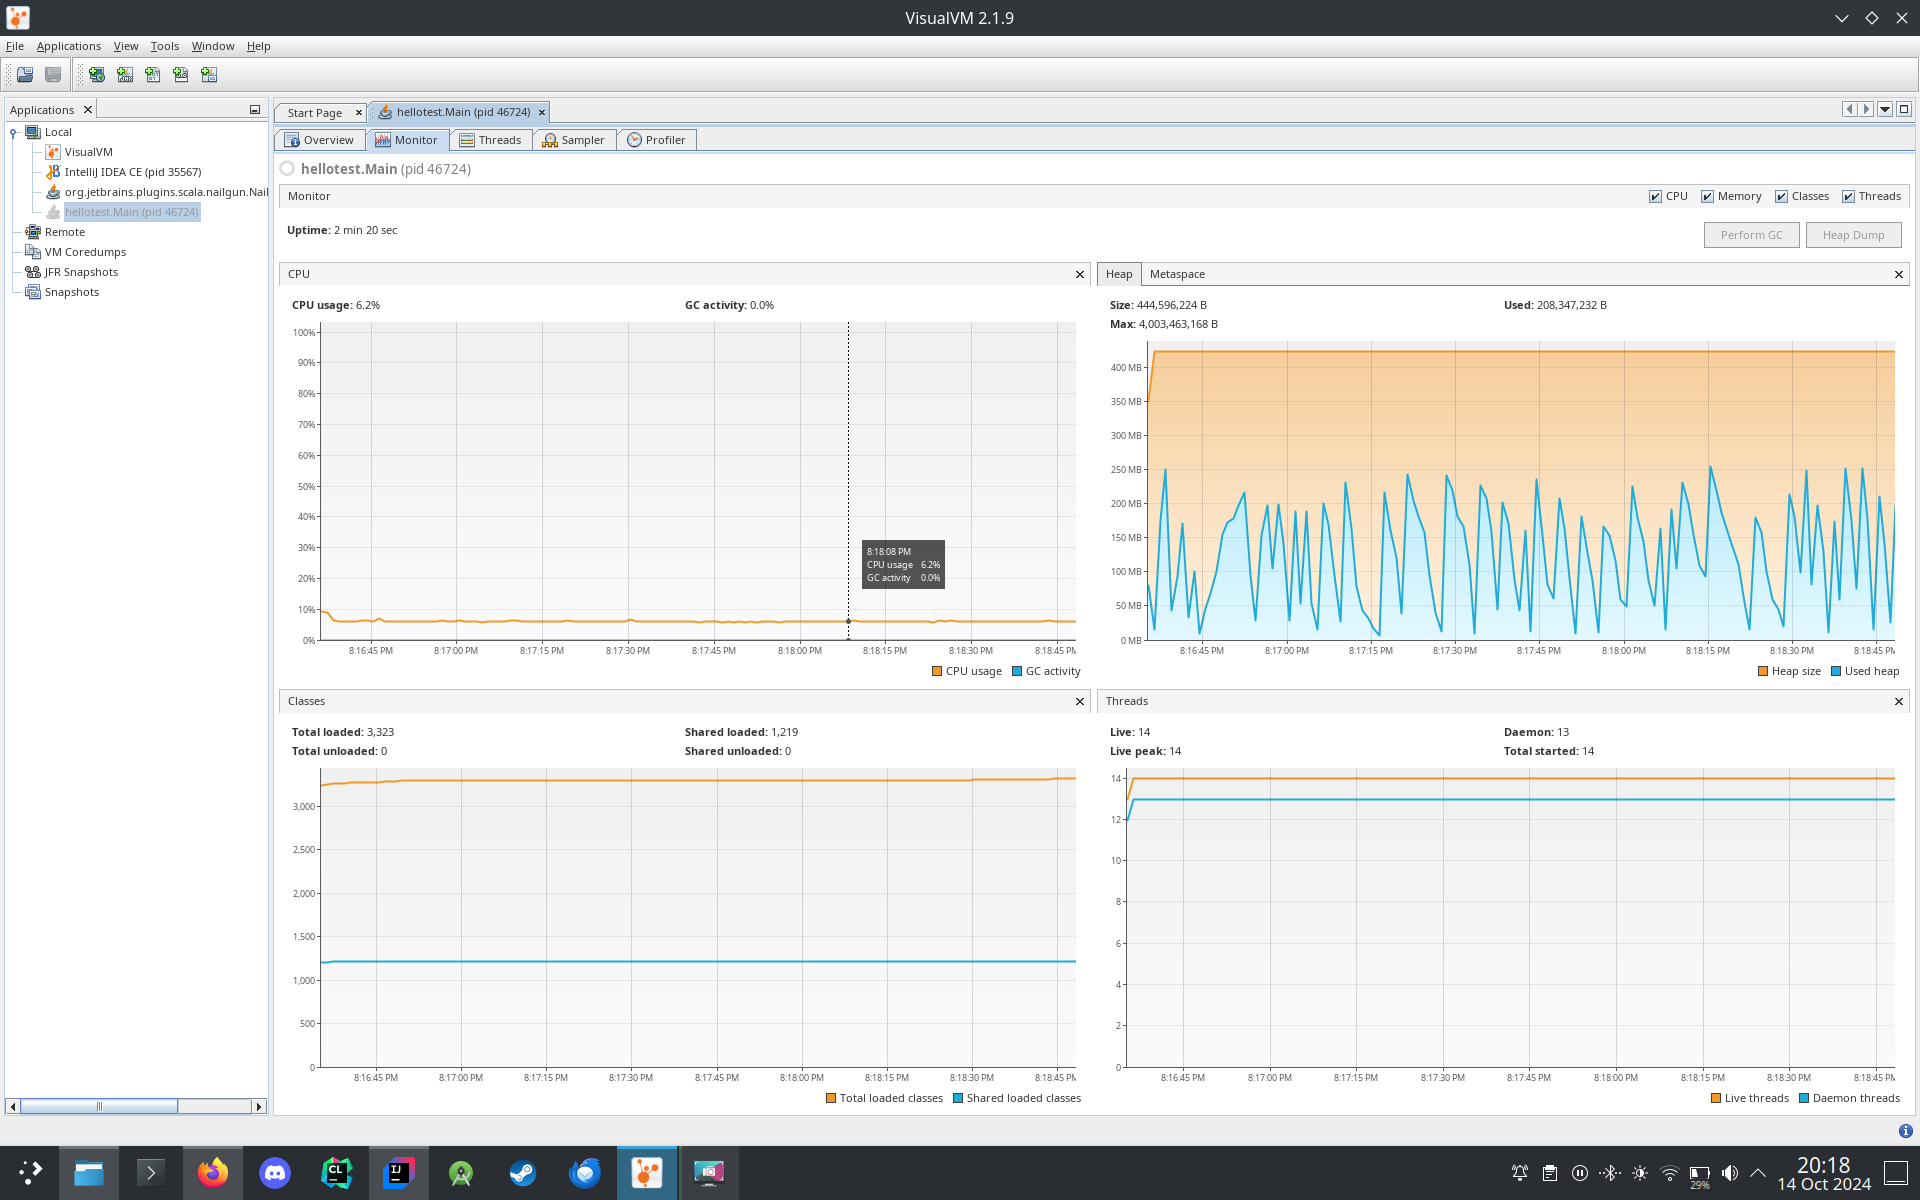 VisualVM 2.1.9
File Applications View Tools Window Help
Applications
Local
VisualVM
IntelliJ IDEA CE (pid 35567)
org.jetbrains.plugins.scala.nailgun.Nail
hellotest.Main (pid 46724)
Remote
VM Coredumps
JFR Snapshots
Snapshots
Start Page hellotest.Main (pid 46724)
Overview Monitor Threads Sampler Profiler
hellotest.Main (pid 46724)
Monitor CPU Memory Classes Threads
Uptime: 2 min 20 sec Perform GC Heap Dump
CPU
CPU usage: 6.2% GC activity: 0.0%
100%
90%
80%
70%
60%
50%
40%
30%
20%
10%
0%
8:18:08 PM
CPU usage 6.2%
GC activity 0.0%
8:16:45 PM 8:17:00 PM 8:17:15 PM 8:17:30 PM 8:17:45 PM 8:18:00 PM 8:18:15 PM 8:18:30 PM 8:18:45 PM
CPU usage GC activity
Heap Metaspace
Size: 444,596,224 B Used: 208,347,232 B
Max: 4,003,463,168 B
400 MB
350 MB
300 MB
250 MB
200 MB
150 MB
100 MB
50 MB
0 MB
8:16:45 PM 8:17:00 PM 8:17:15 PM 8:17:30 PM 8:17:45 PM 8:18:00 PM 8:18:15 PM 8:18:30 PM 8:18:45 PM
Heap size Used heap
Classes
Total loaded: 3,323 Shared loaded: 1,219
Total unloaded: 0 Shared unloaded: 0
3,000
2,500
2,000
1,500
1,000
500
0
8:16:45 PM 8:17:00 PM 8:17:15 PM 8:17:30 PM 8:17:45 PM 8:18:00 PM 8:18:15 PM 8:18:30 PM 8:18:45 PM
Total loaded classes Shared loaded classes
Threads
Live: 14 Daemon: 13
Live peak: 14 Total started: 14
14
12
10
8
6
4
2
0
8:16:45 PM 8:17:00 PM 8:17:15 PM 8:17:30 PM 8:17:45 PM 8:18:00 PM 8:18:15 PM 8:18:30 PM 8:18:45 PM
Live threads Daemon threads
CL
IJ
29%
20:18
14 Oct 2024